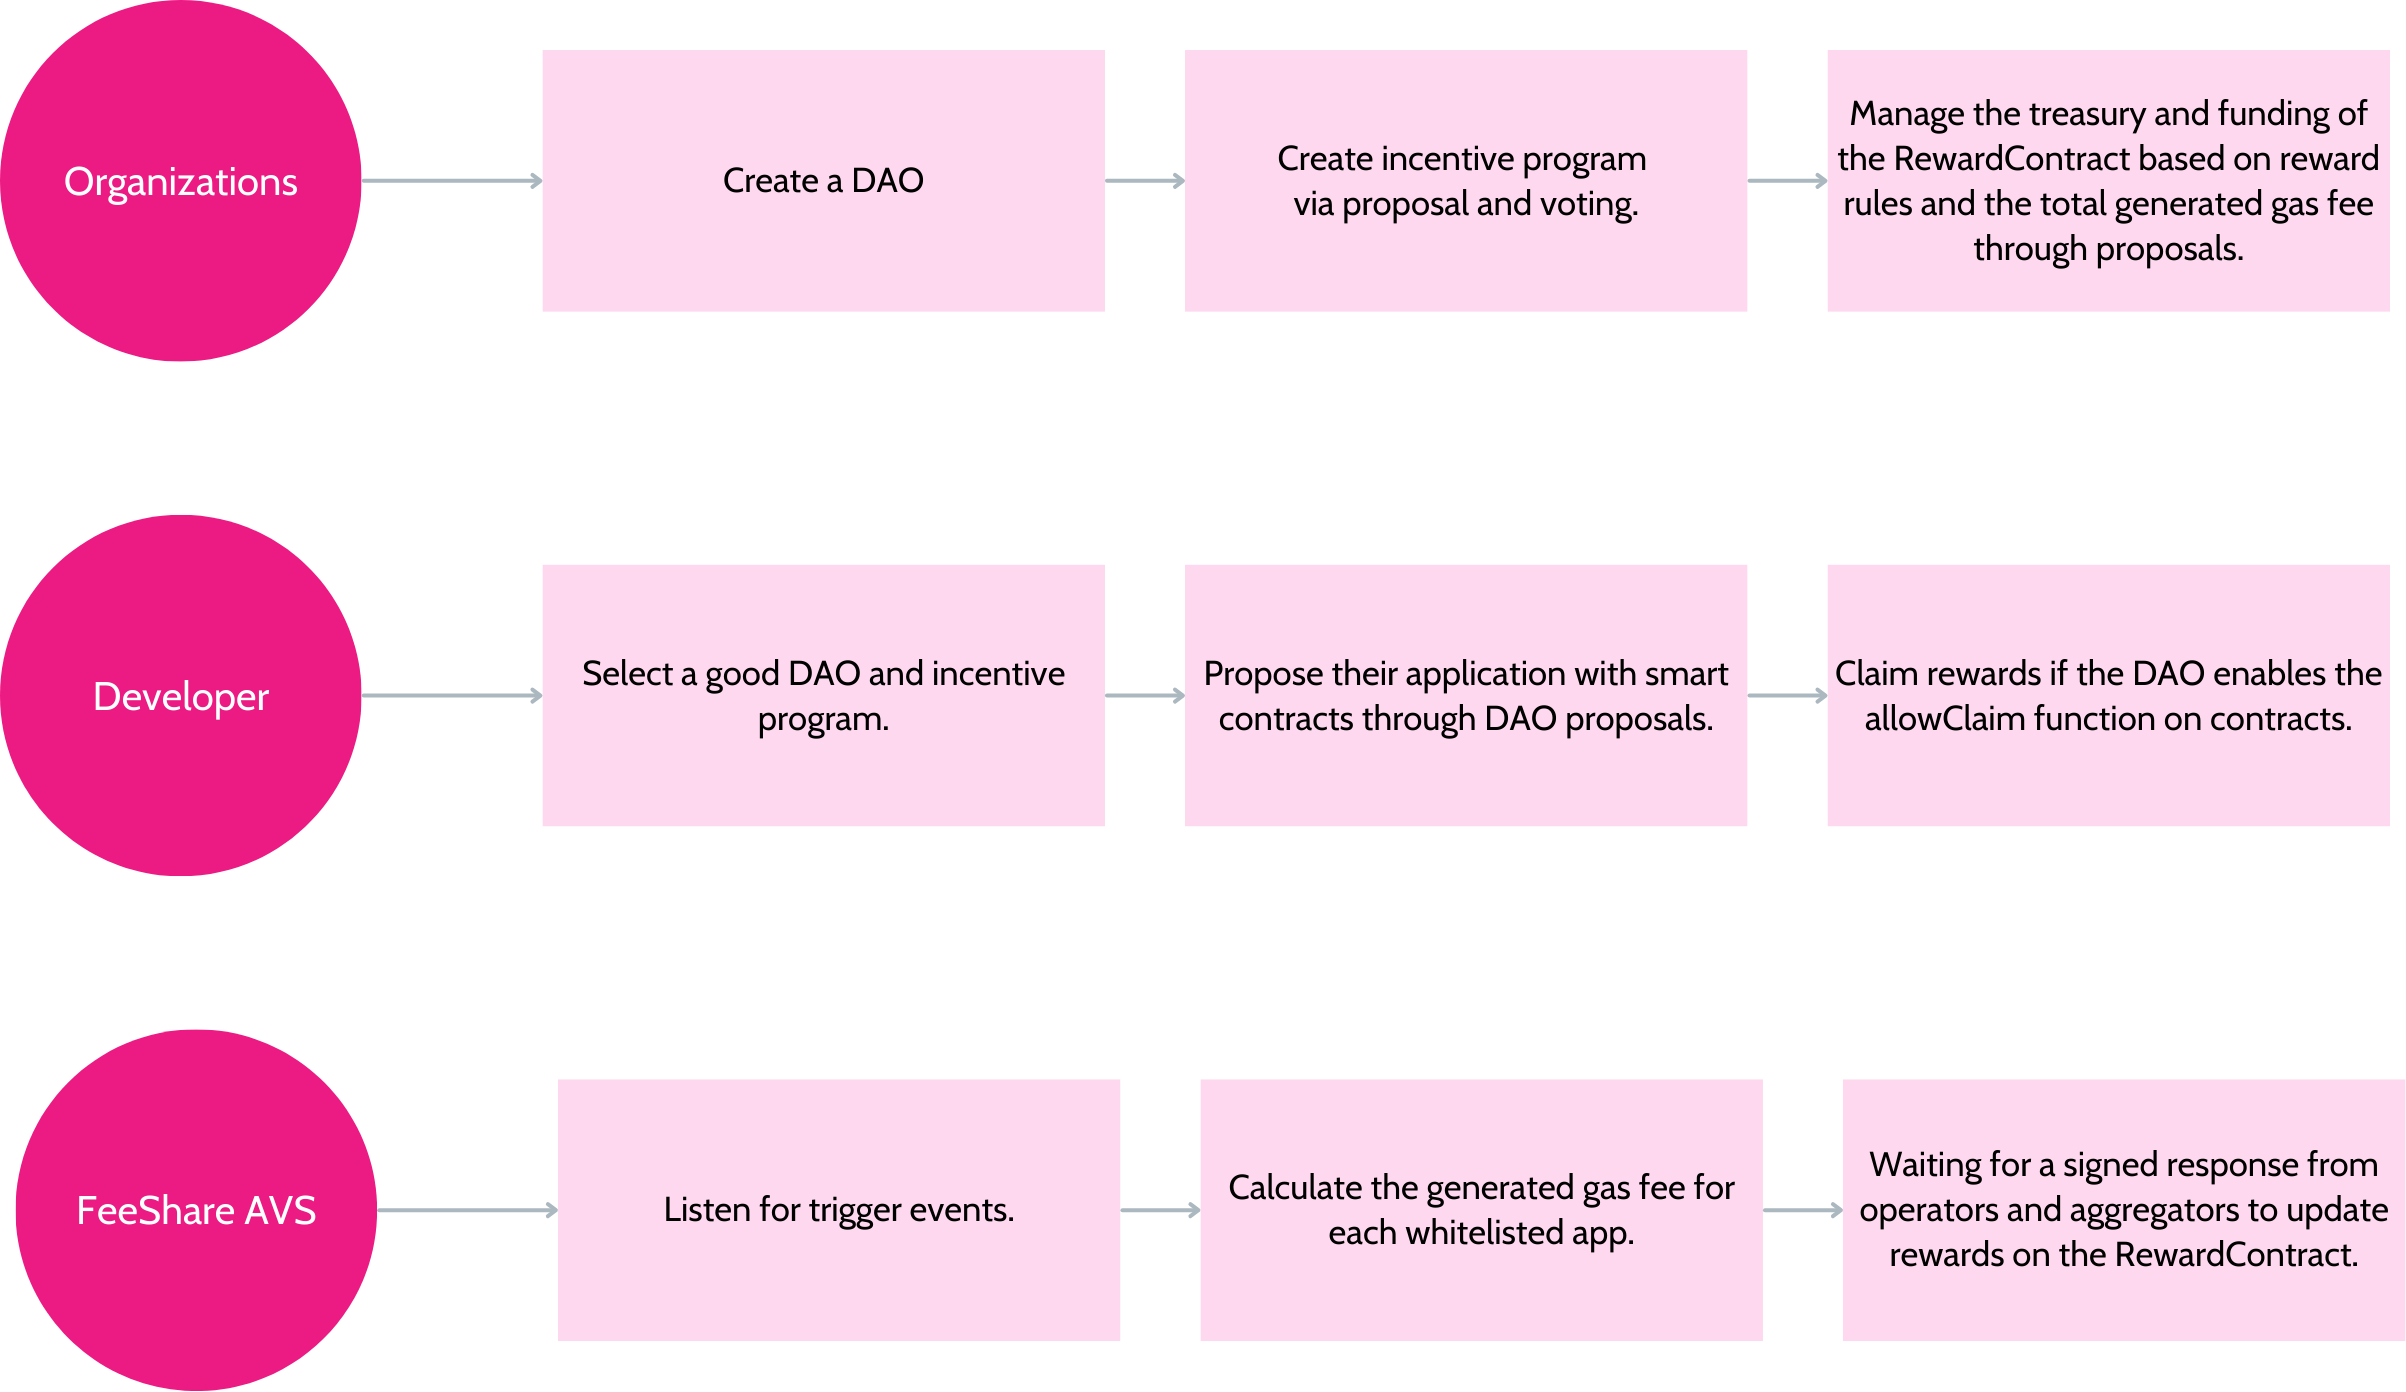 Organizations
Create a DAO
Create incentive program
via proposal and voting.
Manage the treasury and funding of
the RewardContract based on reward
rules and the total generated gas fee
through proposals.
Developer
Select a good DAO and incentive
program.
Propose their application with smart
contracts through DAO proposals.
Claim rewards if the DAO enables the
allowClaim function on contracts.
FeeShare AVS
Listen for trigger events.
Calculate the generated gas fee for
each whitelisted app.
Waiting for a signed response from
operators and aggregators to update
rewards on the RewardContract.